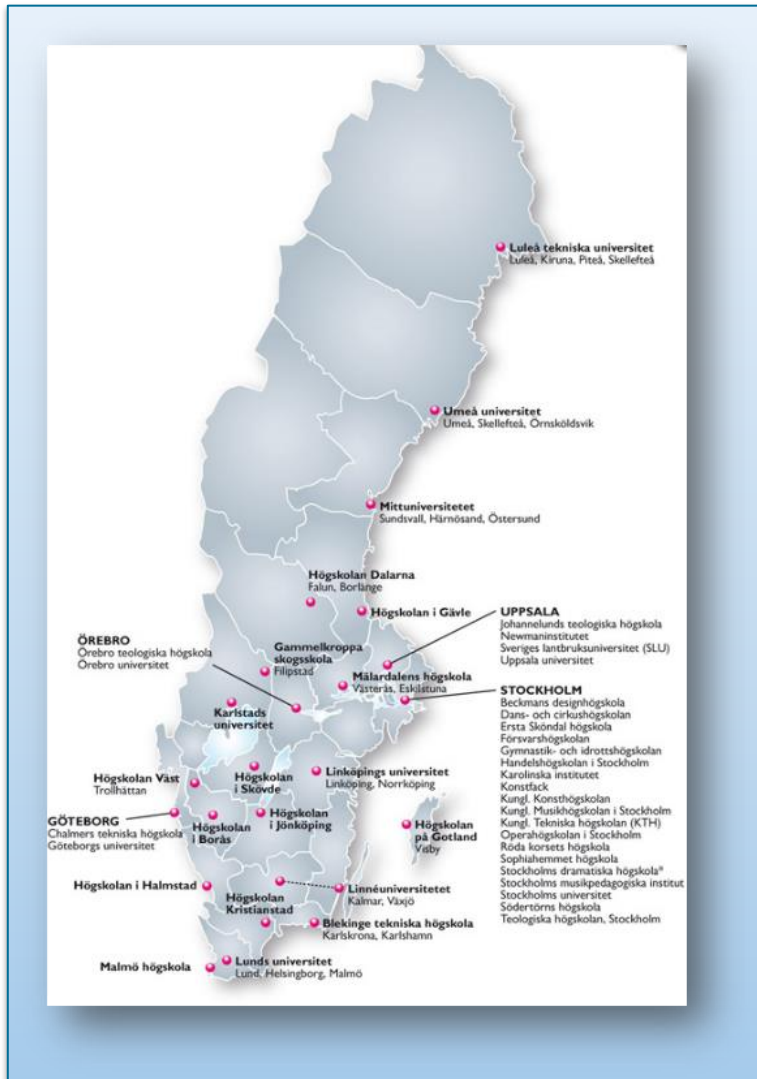 Luleå tekniska universitet
Luleå, Kiruna, Piteå, Skellefteå
Umeå universitet
Umeå, Skellefteå, Örnsköldsvik
Mittuniversitetet
Sundsvall, Härnösand, Östersund
Högskolan Dalarna
Falun, Borlänge
Högskolan i Gävle
UPPSALA
Johannelunds teologiska högskola
Newmaninstitutet
Sveriges lantbruksuniversitet (SLU)
Uppsala universitet
ÖREBRO
Örebro teologiska högskola
Örebro universitet
Gammelkroppa
skogsskola
Filipstad
Mälardalens högskola
Västerås, Eskilstuna
STOCKHOLM
Beckmans designhögskola
Dans- och cirkushögskolan
Ersta Sköndal högskola
Försvarshögskolan
Gymnastik- och idrottshögskolan
Handelshögskolan i Stockholm
Karolinska institutet
Konstfack
Kungl. Konsthögskolan
Kungl. Musikhögskolan i Stockholm
Kungl. Tekniska högskolan (KTH)
Operahögskolan i Stockholm
Röda korsets högskola
Sophiahemmet högskola
Stockholms dramatiska högskola*
Stockholms musikpedagogiska institut
Stockholms universitet
Södertörns högskola
Teologiska högskolan, Stockholm
Karlstads
universitet
Högskolan Väst
Trollhättan
Högskolan
i Skövde
Linköpings universitet
Linköping, Norrköping
GÖTEBORG
Chalmers tekniska högskola
Göteborgs universitet
Högskolan
i Borås
Högskolan
i Jönköping
Högskolan
på Gotland
Visby
Högskolan i Halmstad
Högskolan
Kristianstad
Linnéuniversitetet
Kalmar, Växjö
Blekinge tekniska högskola
Karlskrona, Karlshamn
Malmö högskola
Lunds universitet
Lund, Helsingborg, Malmö